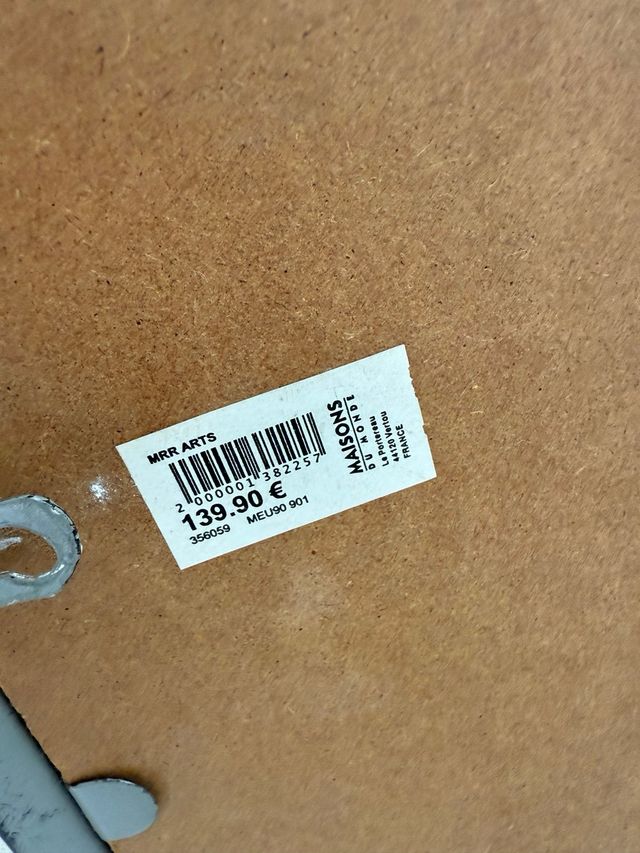 MRR ARTS
2 000001 382257
139.90 €
356059 MEU90 901
MAISONS
DU MONDE
Le Portereau
44120 Vertou
FRANCE